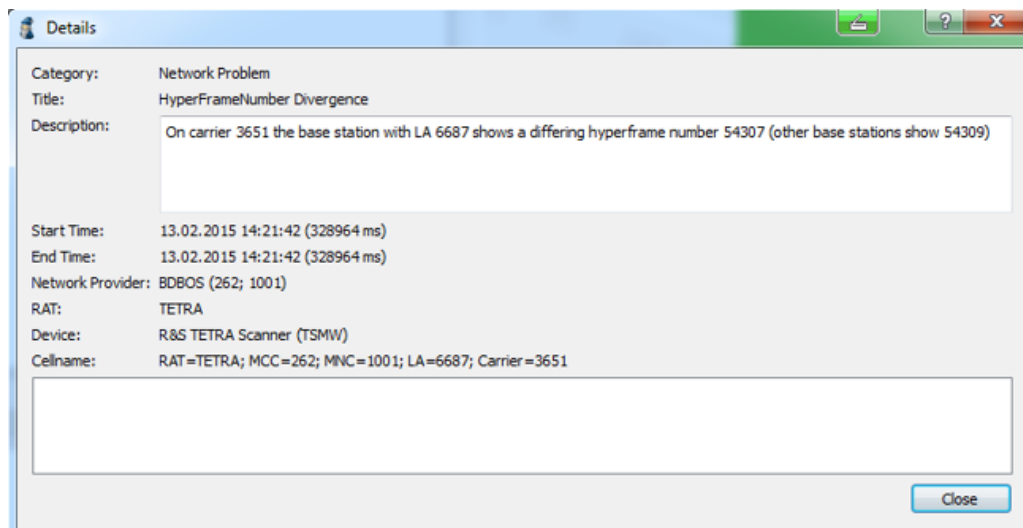 Details
?
x
Category: Network Problem
Title: HyperFrameNumber Divergence
Description: On carrier 3651 the base station with LA 6687 shows a differing hyperframe number 54307 (other base stations show 54309)
Start Time: 13.02.2015 14:21:42 (328964 ms)
End Time: 13.02.2015 14:21:42 (328964 ms)
Network Provider: BDBOS (262; 1001)
RAT: TETRA
Device: R&S TETRA Scanner (TSMW)
Cellname: RAT=TETRA; MCC=262; MNC=1001; LA=6687; Carrier=3651
Close